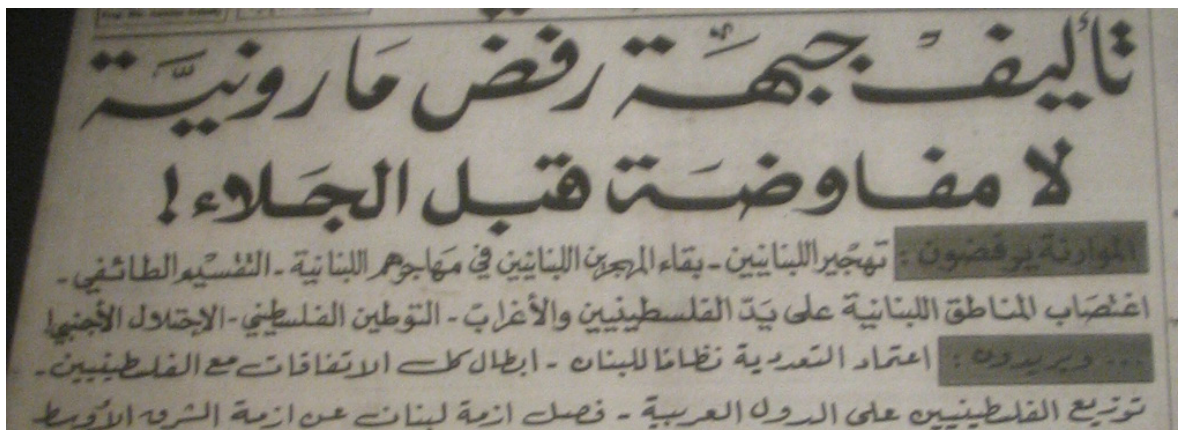 تأليف جبهة رفض مارونية
لا مفاوضة قبل الجلاء!
الموارنة يرفضون: تهجير اللبنانيين - بقاء المهجرين اللبنانيين في مهاجرهم اللبنانية - التقسيم الطائفي -
اغتصاب المناطق اللبنانية على يد الفلسطينيين والأغراب - التوطين الفلسطيني - الاحتلال الأجنبي!
... ويريدون: اعتماد التعددية نظاما للبنان - ابطال كل الاتفاقات مع الفلسطينيين -
توزيع الفلسطينيين على الدول العربية - فصل ازمة لبنان عن ازمة الشرق الأوسط